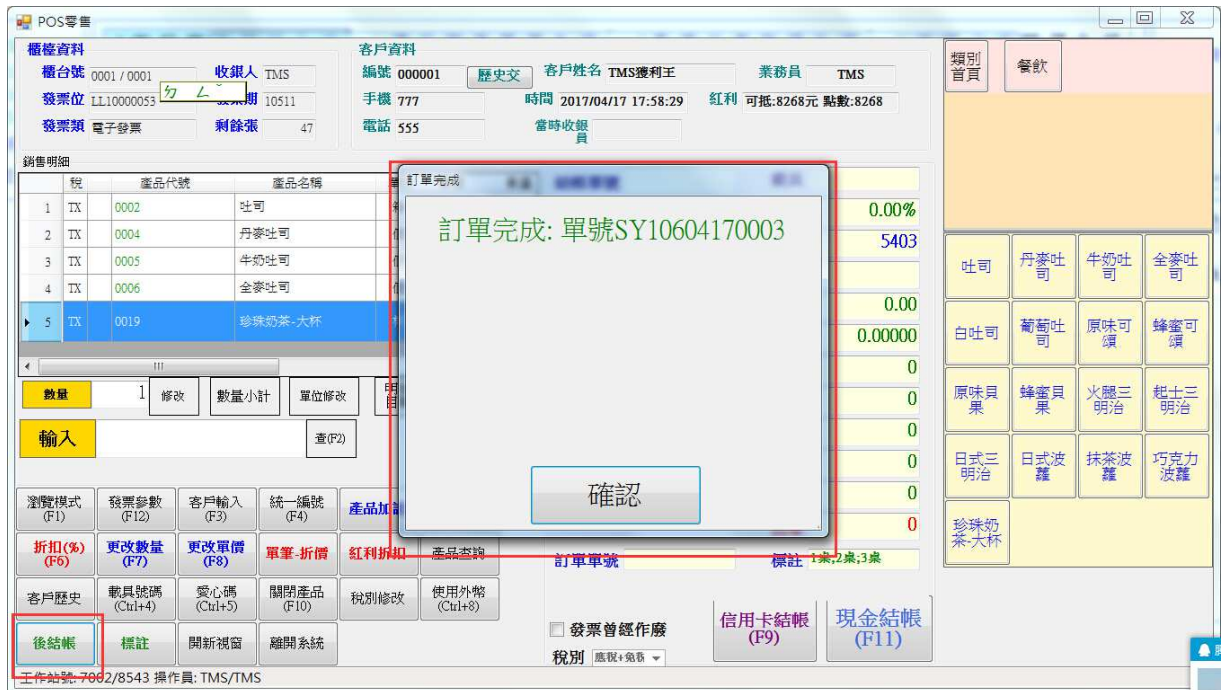 POS零售
櫃檯資料
櫃台號 0001 / 0001 收銀人 TMS
發票位 LL10000053 ㄅ ㄥˇ 期 10511
發票類 電子發票 剩餘張 47
客戶資料
編號 000001 歷史交 客戶姓名 TMS獲利王 業務員 TMS
手機 777 時間 2017/04/17 17:58:29 紅利 可抵:8268元 點數:8268
電話 555 當時收銀員
銷售明細
稅 產品代號 產品名稱
1 TX 0002 吐司
2 TX 0004 丹麥吐司
3 TX 0005 牛奶吐司
4 TX 0006 全麥吐司
5 TX 0019 珍珠奶茶-大杯
數量 1 修改 數量小計 單位修改
輸入 查(F2)
訂單完成
訂單完成: 單號SY10604170003
確認
0.00%
5403
0.00
0.00000
0
0
0
0
0
0
訂單單號 標註 1桌,2桌;3桌
瀏覽模式(F1) 發票參數(F12) 客戶輸入(F3) 統一編號(F4) 產品加
折扣(%)(F6) 更改數量(F7) 更改單價(F8) 單筆-折價 紅利折扣 產品查詢
客戶歷史 載具號碼(Ctrl+4) 愛心碼(Ctrl+5) 關閉產品(F10) 稅別修改 使用外幣(Ctrl+8)
後結帳 標註 開新視窗 離開系統
發票曾經作廢
稅別 應稅+免稅
信用卡結帳(F9) 現金結帳(F11)
類別首頁 餐飲
吐司 丹麥吐司 牛奶吐司 全麥吐司
白吐司 葡萄吐司 原味可頌 蜂蜜可頌
原味貝果 蜂蜜貝果 火腿三明治 起士三明治
日式三明治 日式波蘿 抹茶波蘿 巧克力波蘿
珍珠奶茶-大杯
工作站號: 7002/8543 操作員: TMS/TMS